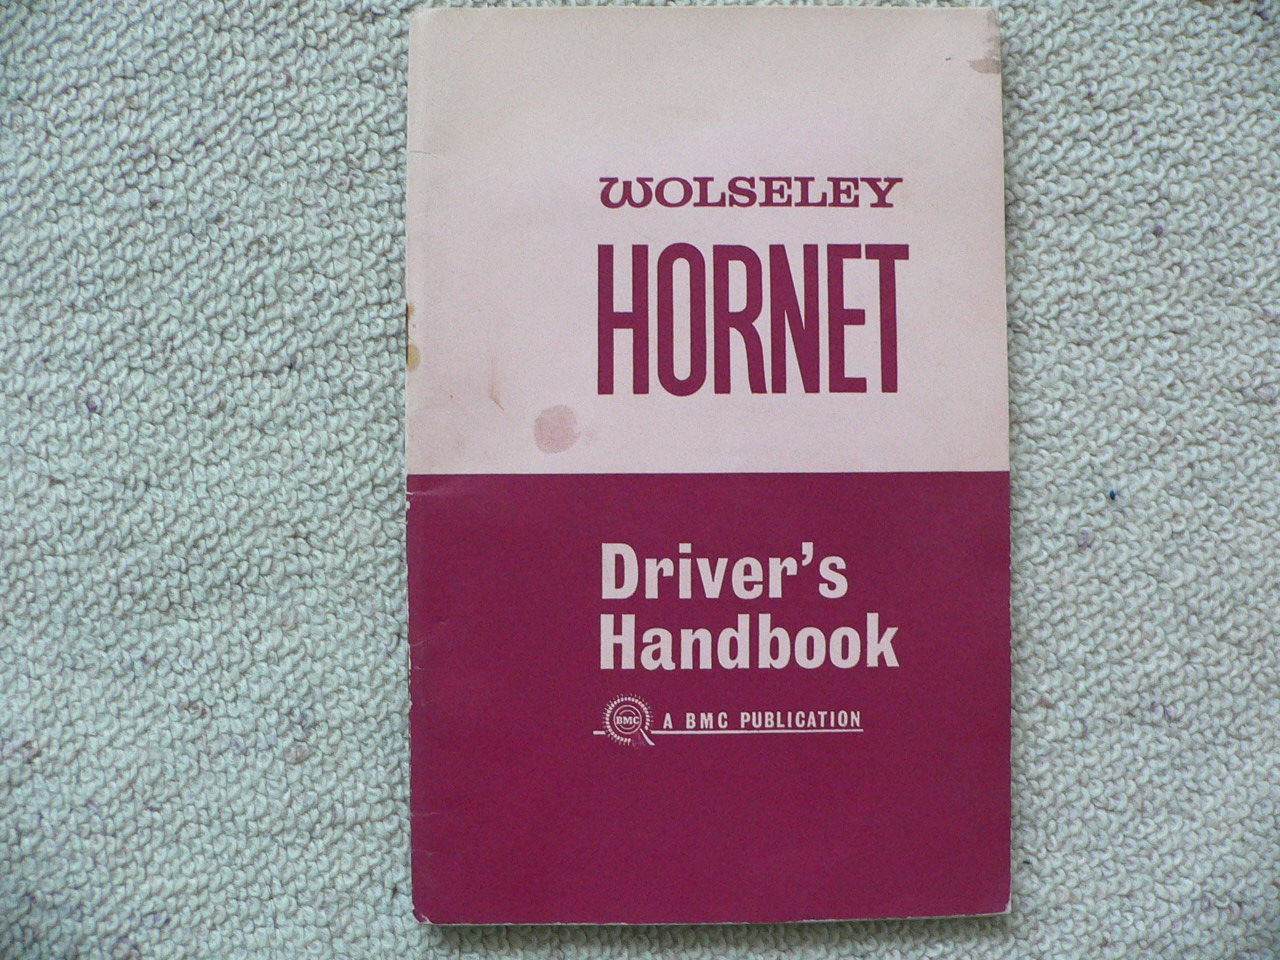 WOLSELEY
HORNET
Driver's
Handbook
BMC A BMC PUBLICATION